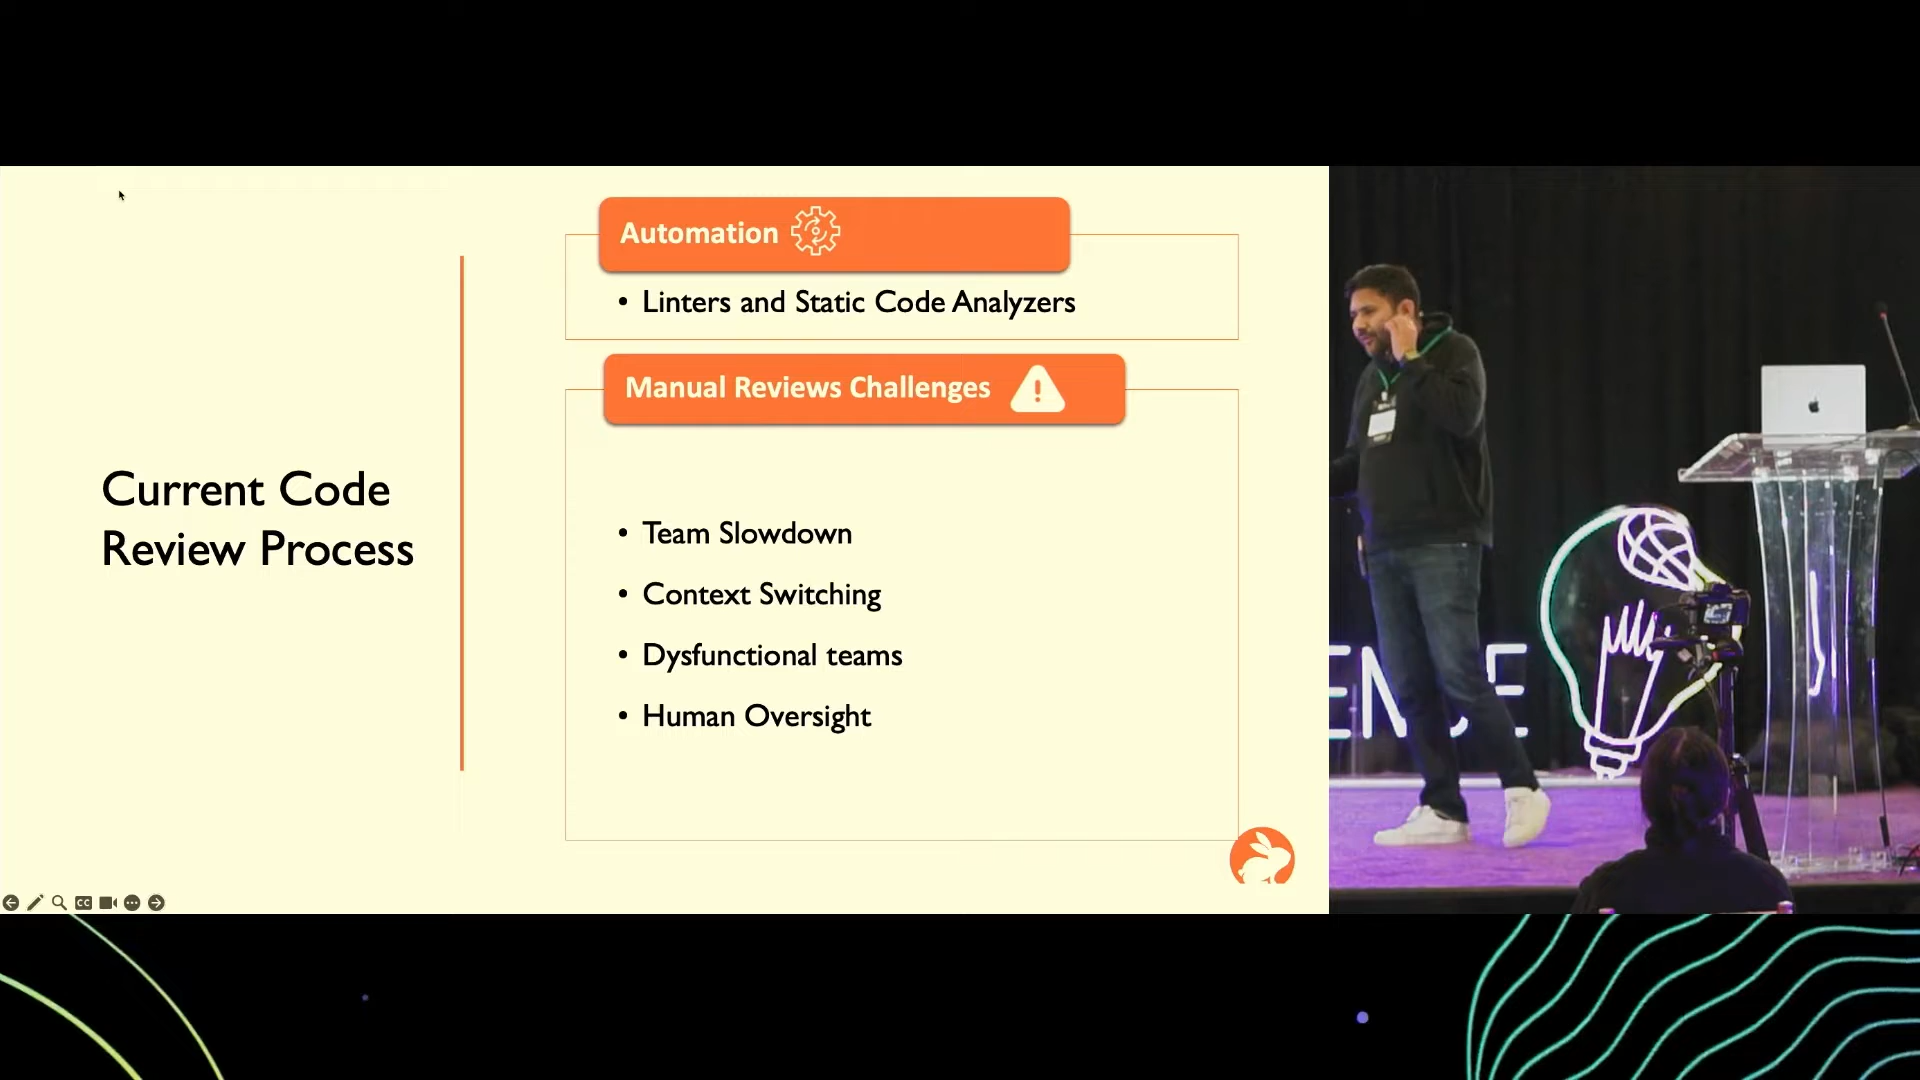 Automation
• Linters and Static Code Analyzers
Manual Reviews Challenges
Current Code
Review Process
• Team Slowdown
• Context Switching
• Dysfunctional teams
• Human Oversight
CC